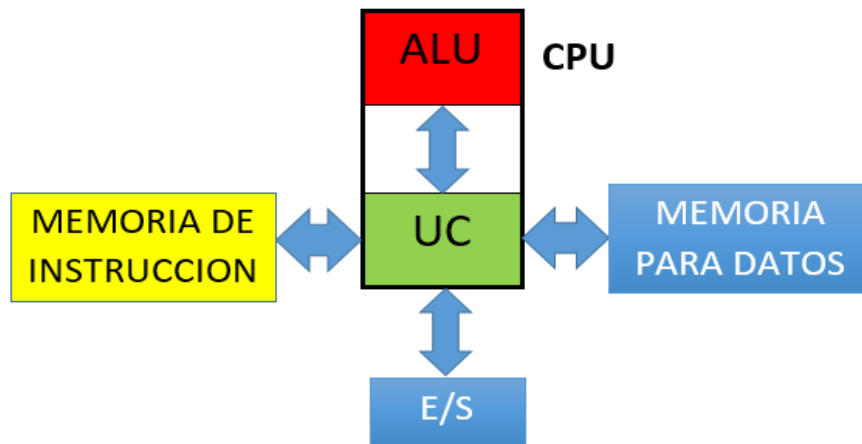 ALU
CPU
MEMORIA DE
INSTRUCCION
UC
MEMORIA
PARA DATOS
E/S